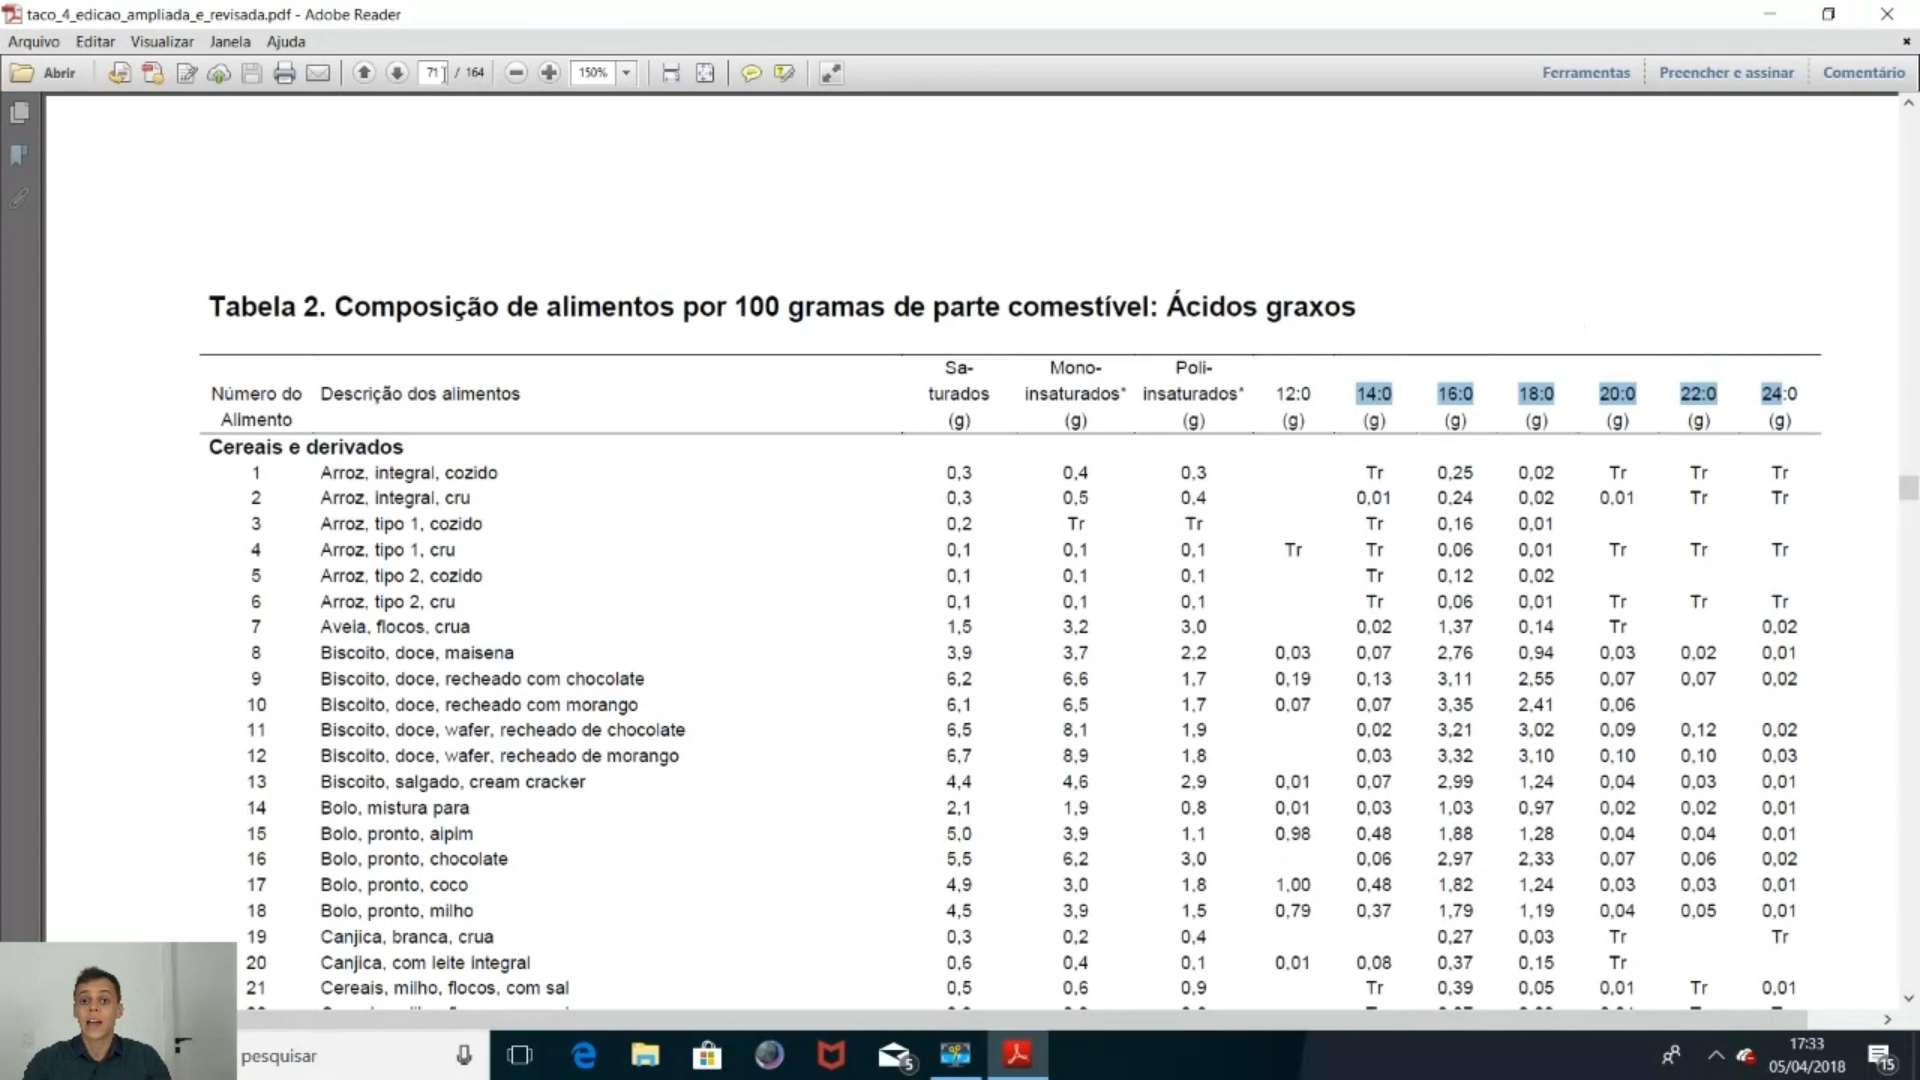 taco_4_edicao_ampliada_e_revisada.pdf - Adobe Reader
Arquivo Editar Visualizar Janela Ajuda
Abrir 71 / 164 150% Ferramentas Preencher e assinar Comentário
Tabela 2. Composição de alimentos por 100 gramas de parte comestível: Ácidos graxos
Sa- Mono- Poli-
Número do Descrição dos alimentos turados insaturados* insaturados* 12:0 14:0 16:0 18:0 20:0 22:0 24:0
Alimento (g) (g) (g) (g) (g) (g) (g) (g) (g) (g)
Cereais e derivados
1 Arroz, integral, cozido 0,3 0,4 0,3 Tr 0,25 0,02 Tr Tr Tr
2 Arroz, integral, cru 0,3 0,5 0,4 0,01 0,24 0,02 0,01 Tr Tr
3 Arroz, tipo 1, cozido 0,2 Tr Tr Tr 0,16 0,01
4 Arroz, tipo 1, cru 0,1 0,1 0,1 Tr Tr 0,06 0,01 Tr Tr Tr
5 Arroz, tipo 2, cozido 0,1 0,1 0,1 Tr 0,12 0,02
6 Arroz, tipo 2, cru 0,1 0,1 0,1 Tr 0,06 0,01 Tr Tr Tr
7 Aveia, flocos, crua 1,5 3,2 3,0 0,02 1,37 0,14 Tr 0,02
8 Biscoito, doce, maisena 3,9 3,7 2,2 0,03 0,07 2,76 0,94 0,03 0,02 0,01
9 Biscoito, doce, recheado com chocolate 6,2 6,6 1,7 0,19 0,13 3,11 2,55 0,07 0,07 0,02
10 Biscoito, doce, recheado com morango 6,1 6,5 1,7 0,07 0,07 3,35 2,41 0,06
11 Biscoito, doce, wafer, recheado de chocolate 6,5 8,1 1,9 0,02 3,21 3,02 0,09 0,12 0,02
12 Biscoito, doce, wafer, recheado de morango 6,7 8,9 1,8 0,03 3,32 3,10 0,10 0,10 0,03
13 Biscoito, salgado, cream cracker 4,4 4,6 2,9 0,01 0,07 2,99 1,24 0,04 0,03 0,01
14 Bolo, mistura para 2,1 1,9 0,8 0,01 0,03 1,03 0,97 0,02 0,02 0,01
15 Bolo, pronto, aipim 5,0 3,9 1,1 0,98 0,48 1,88 1,28 0,04 0,04 0,01
16 Bolo, pronto, chocolate 5,5 6,2 3,0 0,06 2,97 2,33 0,07 0,06 0,02
17 Bolo, pronto, coco 4,9 3,0 1,8 1,00 0,48 1,82 1,24 0,03 0,03 0,01
18 Bolo, pronto, milho 4,5 3,9 1,5 0,79 0,37 1,79 1,19 0,04 0,05 0,01
19 Canjica, branca, crua 0,3 0,2 0,4 0,27 0,03 Tr Tr
20 Canjica, com leite integral 0,6 0,4 0,1 0,01 0,08 0,37 0,15 Tr
21 Cereais, milho, flocos, com sal 0,5 0,6 0,9 Tr 0,39 0,05 0,01 Tr 0,01
pesquisar 5 17:33
05/04/2018 15